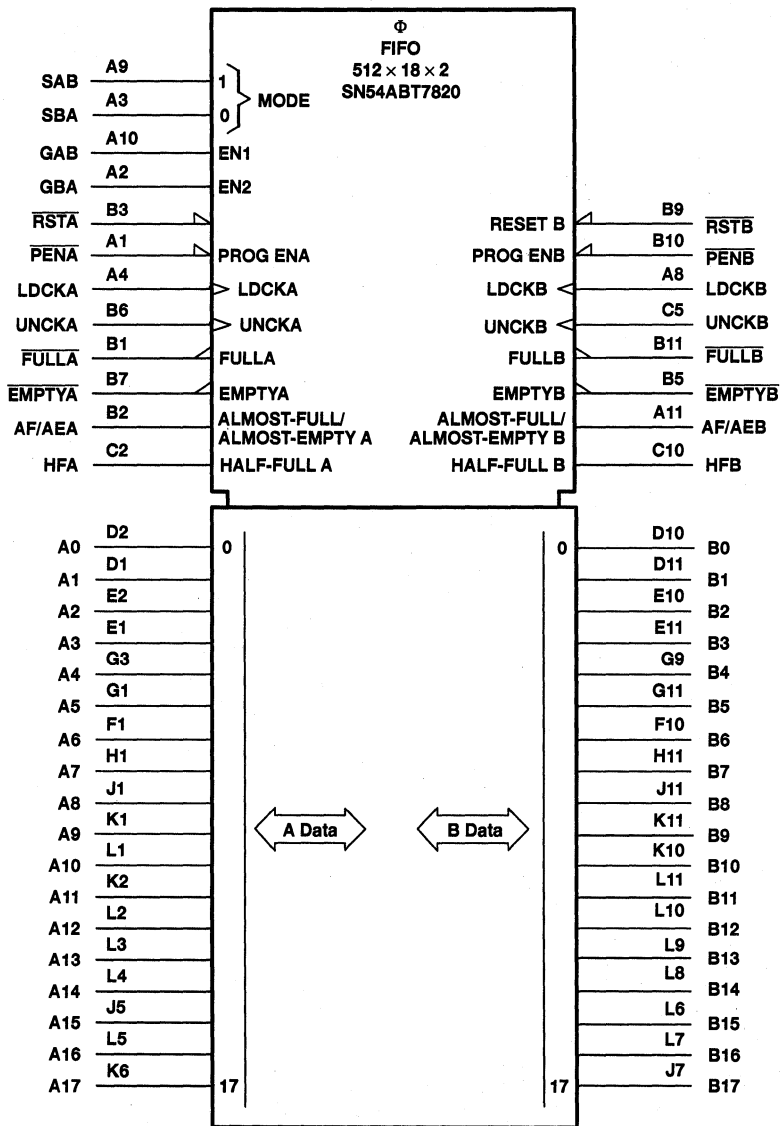 Φ
FIFO
512 × 18 × 2
SN54ABT7820
SAB A9 1
MODE
SBA A3 0
GAB A10 EN1
GBA A2 EN2
RSTA B3 RESET B B9 RSTB
PENA A1 PROG ENA PROG ENB B10 PENB
LDCKA A4 LDCKA LDCKB A8 LDCKB
UNCKA B6 UNCKA UNCKB C5 UNCKB
FULLA B1 FULLA FULLB B11 FULLB
EMPTYA B7 EMPTYA EMPTYB B5 EMPTYB
AF/AEA B2 ALMOST-FULL/ ALMOST-FULL/ A11 AF/AEB
ALMOST-EMPTY A ALMOST-EMPTY B
HFA C2 HALF-FULL A HALF-FULL B C10 HFB
A0 D2 0 0 D10 B0
A1 D1 D11 B1
A2 E2 E10 B2
A3 E1 E11 B3
A4 G3 G9 B4
A5 G1 G11 B5
A6 F1 F10 B6
A7 H1 H11 B7
A8 J1 J11 B8
A Data B Data
A9 K1 K11 B9
A10 L1 K10 B10
A11 K2 L11 B11
A12 L2 L10 B12
A13 L3 L9 B13
A14 L4 L8 B14
A15 J5 L6 B15
A16 L5 L7 B16
A17 K6 17 17 J7 B17